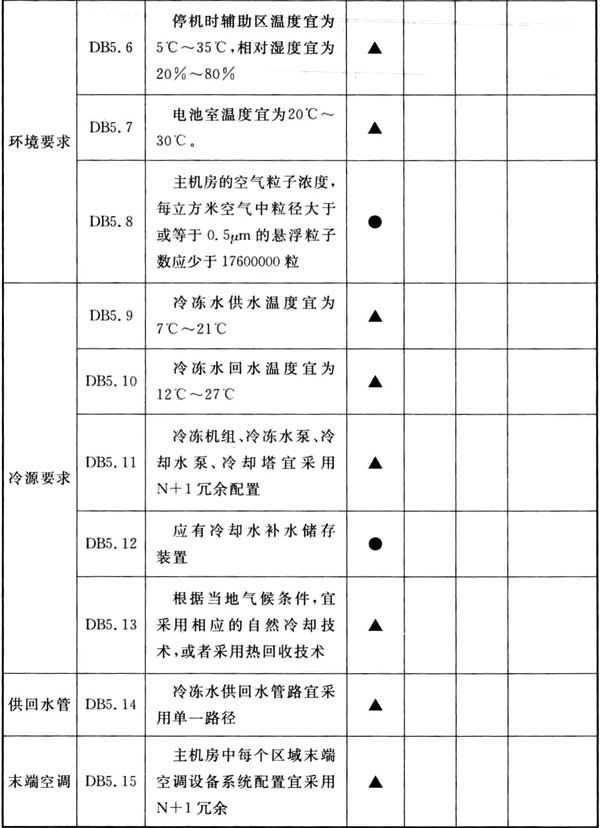 环境要求
DB5.6
停机时辅助区温度宜为
5℃～35℃,相对湿度宜为
20%～80%
▲
DB5.7
电池室温度宜为20℃～
30℃。
▲
DB5.8
主机房的空气粒子浓度,
每立方米空气中粒径大于
或等于0.5μm的悬浮粒子
数应少于17600000粒
●
冷源要求
DB5.9
冷冻水供水温度宜为
7℃～21℃
▲
DB5.10
冷冻水回水温度宜为
12℃～27℃
▲
DB5.11
冷冻机组、冷冻水泵、冷
却水泵、冷却塔宜采用
N+1冗余配置
▲
DB5.12
应有冷却水补水储存
装置
●
DB5.13
根据当地气候条件,宜
采用相应的自然冷却技
术,或者采用热回收技术
▲
供回水管
DB5.14
冷冻水供回水管路宜采
用单一路径
▲
末端空调
DB5.15
主机房中每个区域末端
空调设备系统配置宜采用
N+1冗余
▲